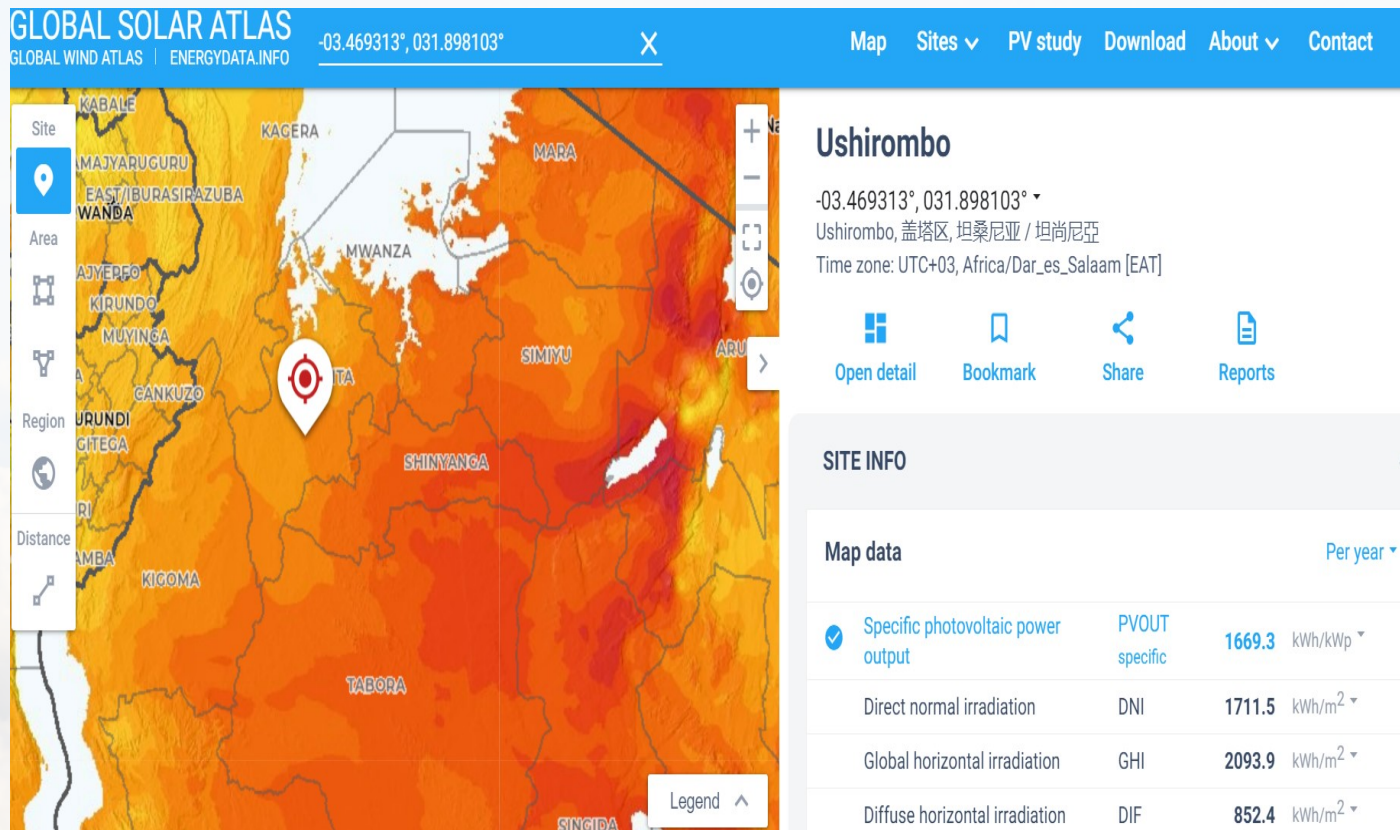 GLOBAL SOLAR ATLAS
GLOBAL WIND ATLAS | ENERGYDATA.INFO
-03.469313°, 031.898103°
Map Sites PV study Download About Contact
Site
Area
Region
Distance
KABALE
KAGERA
MARA
EAST/IBURASIRAZUBA
MWANZA
KIRUNDO
MUYINGA
SIMIYU
ARU
CANKUZO
URUNDI
GITEGA
SHINYANGA
KIGOMA
TABORA
SINGIDA
Legend
Ushirombo
-03.469313°, 031.898103°
Ushirombo, 盖塔区, 坦桑尼亚 / 坦尚尼亞
Time zone: UTC+03, Africa/Dar_es_Salaam [EAT]
Open detail Bookmark Share Reports
SITE INFO
Map data Per year
Specific photovoltaic power output PVOUT specific 1669.3 kWh/kWp
Direct normal irradiation DNI 1711.5 kWh/m2
Global horizontal irradiation GHI 2093.9 kWh/m2
Diffuse horizontal irradiation DIF 852.4 kWh/m2